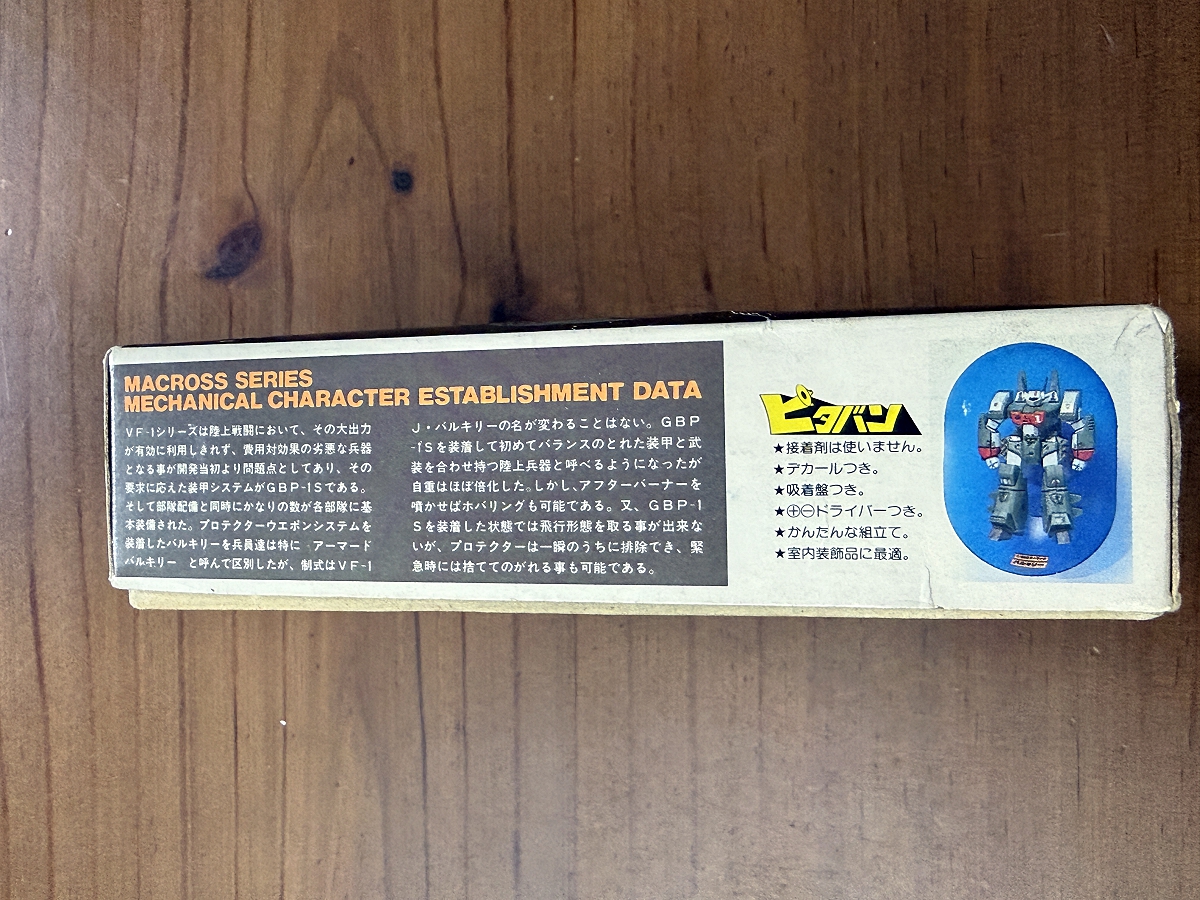 MACROSS SERIES
MECHANICAL CHARACTER ESTABLISHMENT DATA
VF-1シリーズは陸上戦闘において、その大出力
が有効に利用しきれず、費用対効果の劣悪な兵器
となる事が開発当初より問題点としてあり、その
要求に応えた装甲システムがGBP-1Sである。
そして部隊配備と同時にかなりの数が各部隊に基
本装備された。プロテクターウエポンシステムを
装着したバルキリーを兵員達は特に　アーマード
バルキリー　と呼んで区別したが、制式はVF-1
J・バルキリーの名が変わることはない。GBP
-1Sを装着して初めてバランスのとれた装甲と武
装を合わせ持つ陸上兵器と呼べるようになったが
自重はほぼ倍化した。しかし、アフターバーナーを
噴かせばホバリングも可能である。又、GBP-1
Sを装着した状態では飛行形態を取る事が出来な
いが、プロテクターは一瞬のうちに排除でき、緊
急時には捨ててのがれる事も可能である。
ピタバン
★接着剤は使いません。
★デカールつき。
★吸着盤つき。
★⊕⊖ドライバーつき。
★かんたんな組立て。
★室内装飾品に最適。
バルキリー